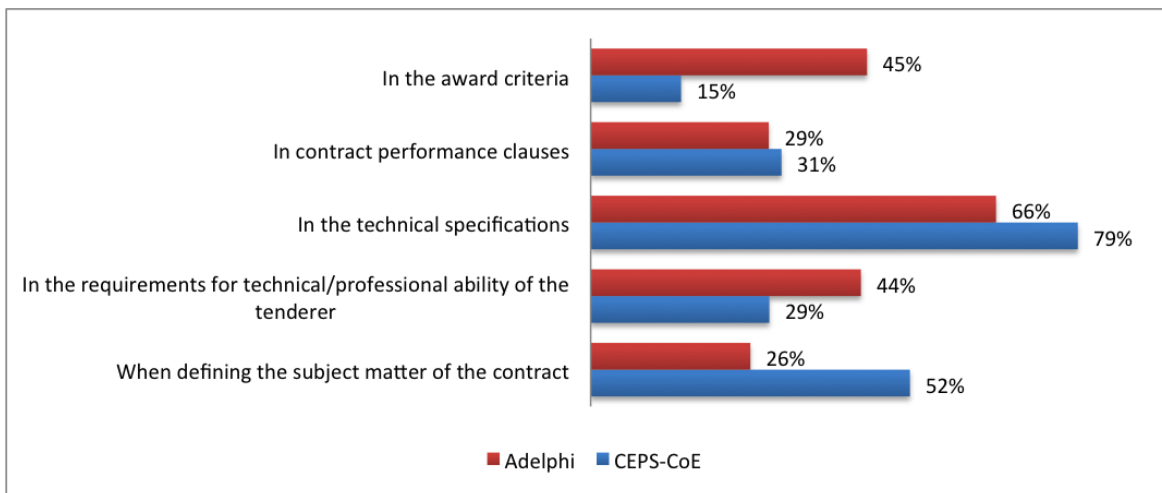 In the award criteria
45%
15%
In contract performance clauses
29%
31%
In the technical specifications
66%
79%
In the requirements for technical/professional ability of the
tenderer
44%
29%
When defining the subject matter of the contract
26%
52%
Adelphi CEPS-CoE